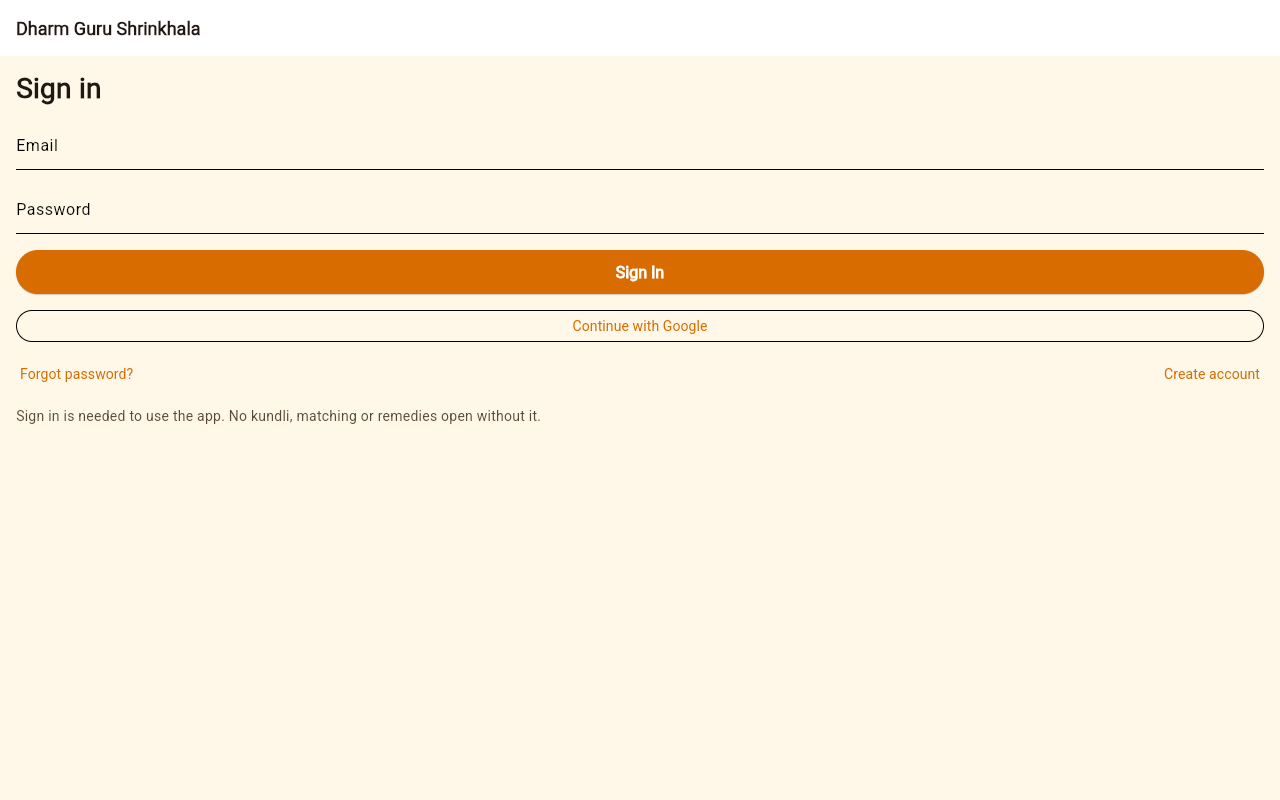 Dharm Guru Shrinkhala
Sign in
Email
Password
Sign In
Continue with Google
Forgot password?
Create account
Sign in is needed to use the app. No kundli, matching or remedies open without it.